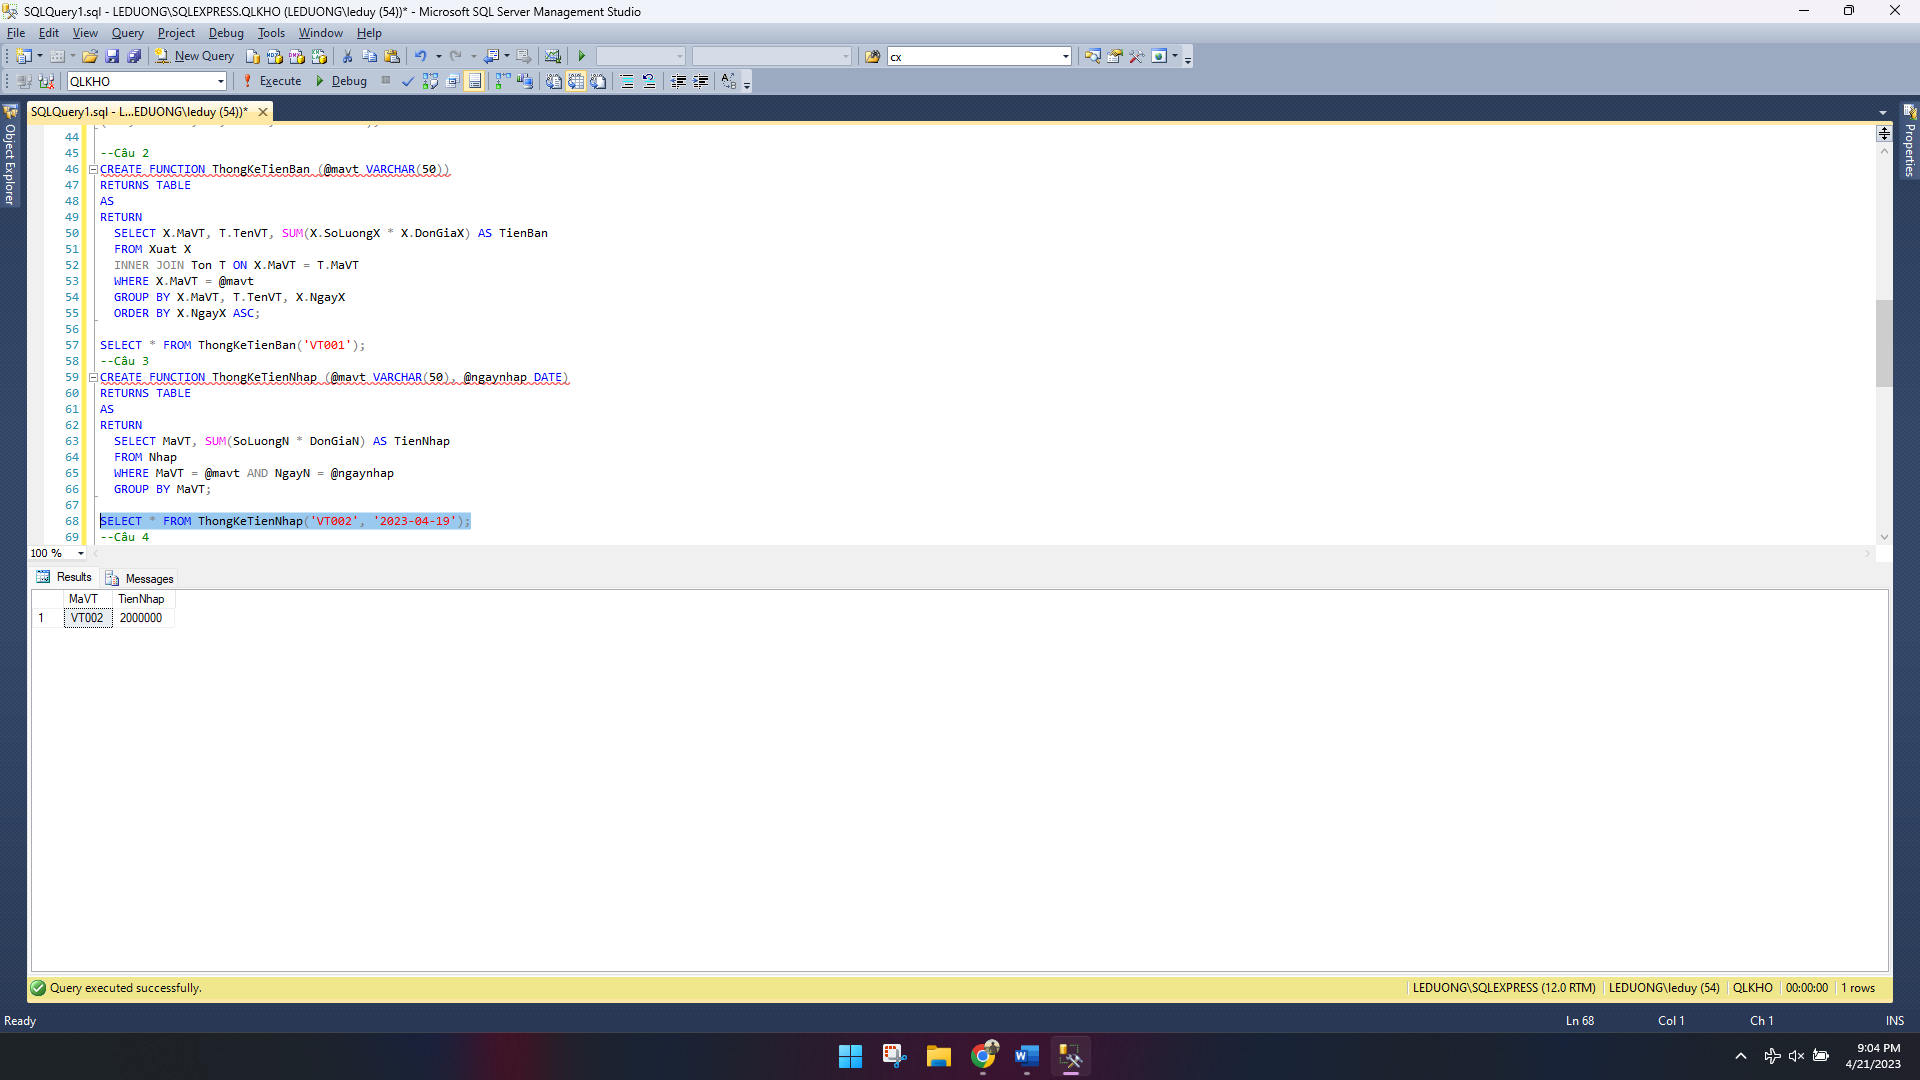 SQLQuery1.sql - LEDUONG\SQLEXPRESS.QLKHO (LEDUONG\leduy (54))* - Microsoft SQL Server Management Studio
File Edit View Query Project Debug Tools Window Help
New Query cx
QLKHO Execute Debug
SQLQuery1.sql - L...EDUONG\leduy (54))*
Object Explorer
Properties
44
45 --Câu 2
46 CREATE FUNCTION ThongKeTienBan (@mavt VARCHAR(50))
47 RETURNS TABLE
48 AS
49 RETURN
50 SELECT X.MaVT, T.TenVT, SUM(X.SoLuongX * X.DonGiaX) AS TienBan
51 FROM Xuat X
52 INNER JOIN Ton T ON X.MaVT = T.MaVT
53 WHERE X.MaVT = @mavt
54 GROUP BY X.MaVT, T.TenVT, X.NgayX
55 ORDER BY X.NgayX ASC;
56
57 SELECT * FROM ThongKeTienBan('VT001');
58 --Câu 3
59 CREATE FUNCTION ThongKeTienNhap (@mavt VARCHAR(50), @ngaynhap DATE)
60 RETURNS TABLE
61 AS
62 RETURN
63 SELECT MaVT, SUM(SoLuongN * DonGiaN) AS TienNhap
64 FROM Nhap
65 WHERE MaVT = @mavt AND NgayN = @ngaynhap
66 GROUP BY MaVT;
67
68 SELECT * FROM ThongKeTienNhap('VT002', '2023-04-19');
69 --Câu 4
100 %
Results Messages
MaVT TienNhap
1 VT002 2000000
Query executed successfully. LEDUONG\SQLEXPRESS (12.0 RTM) LEDUONG\leduy (54) QLKHO 00:00:00 1 rows
Ready Ln 68 Col 1 Ch 1 INS
9:04 PM
4/21/2023